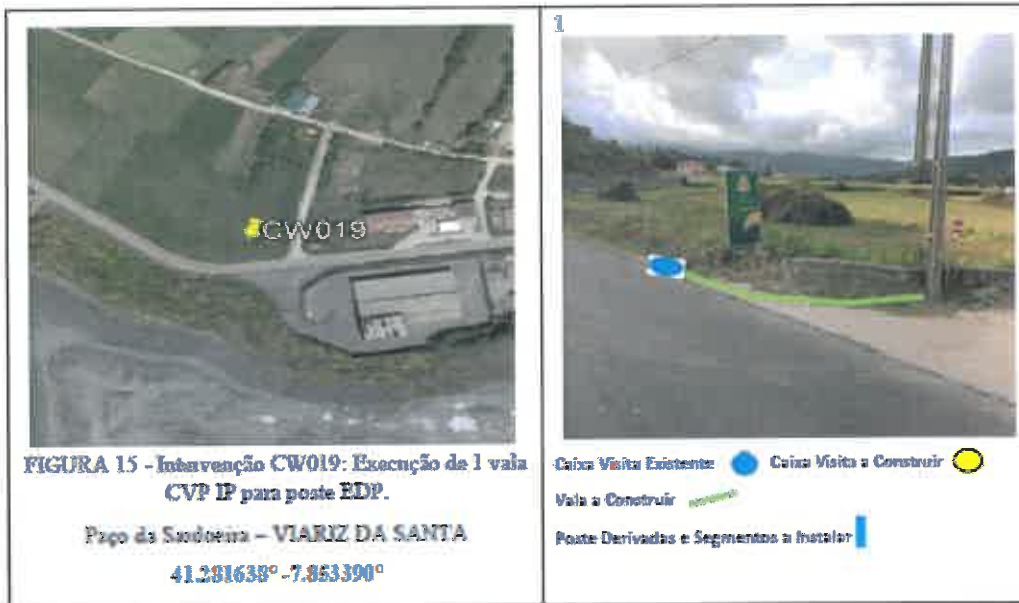 CW019
FIGURA 15 - Intervenção CW019: Execução de 1 vala
CVP IP para poste EDP.
Paço da Sardoeira – VIARIZ DA SANTA
41.281638° -7.853390°
1
Caixa Visita Existente Caixa Visita a Construir
Vala a Construir
Poste Derivadas e Segmentos a Instalar